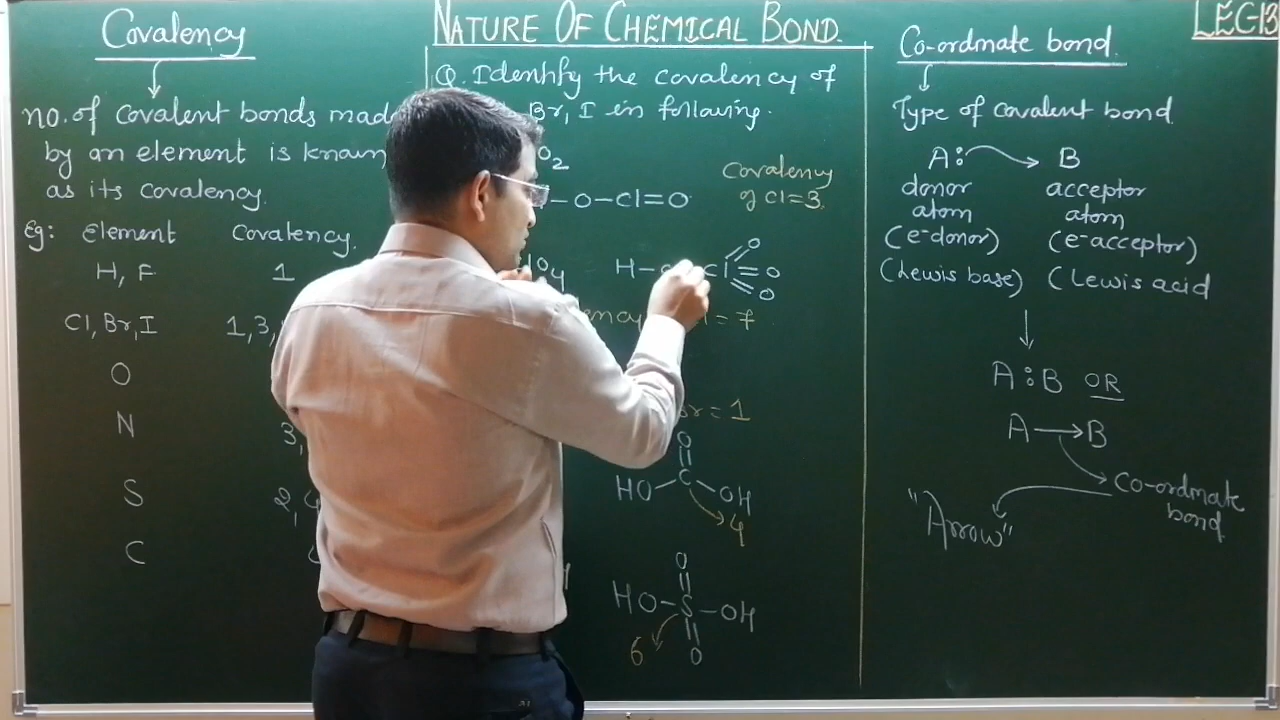 NATURE OF CHEMICAL BOND.
LEC-13
Covalency
no. of covalent bonds made
by an element is known
as its covalency.
Eg: Element Covalency.
H, F 1
Cl, Br, I 1,3,
O
N 3,
S 2,4
C
Q. Identify the covalency of
Br, I in following.
O2
-O-Cl=O
Covalency
of Cl=3.
O4
H-
Cl
=O
=O
=O
= 7
Br = 1
O
HO C OH
4
O
HO-S-OH
6 O
Co-ordinate bond.
Type of covalent bond
A: B
donor acceptor
atom atom
(e-donor) (e-acceptor)
(Lewis base) (Lewis acid
A:B OR
A→B
Co-ordinate
bond.
"Arrow"